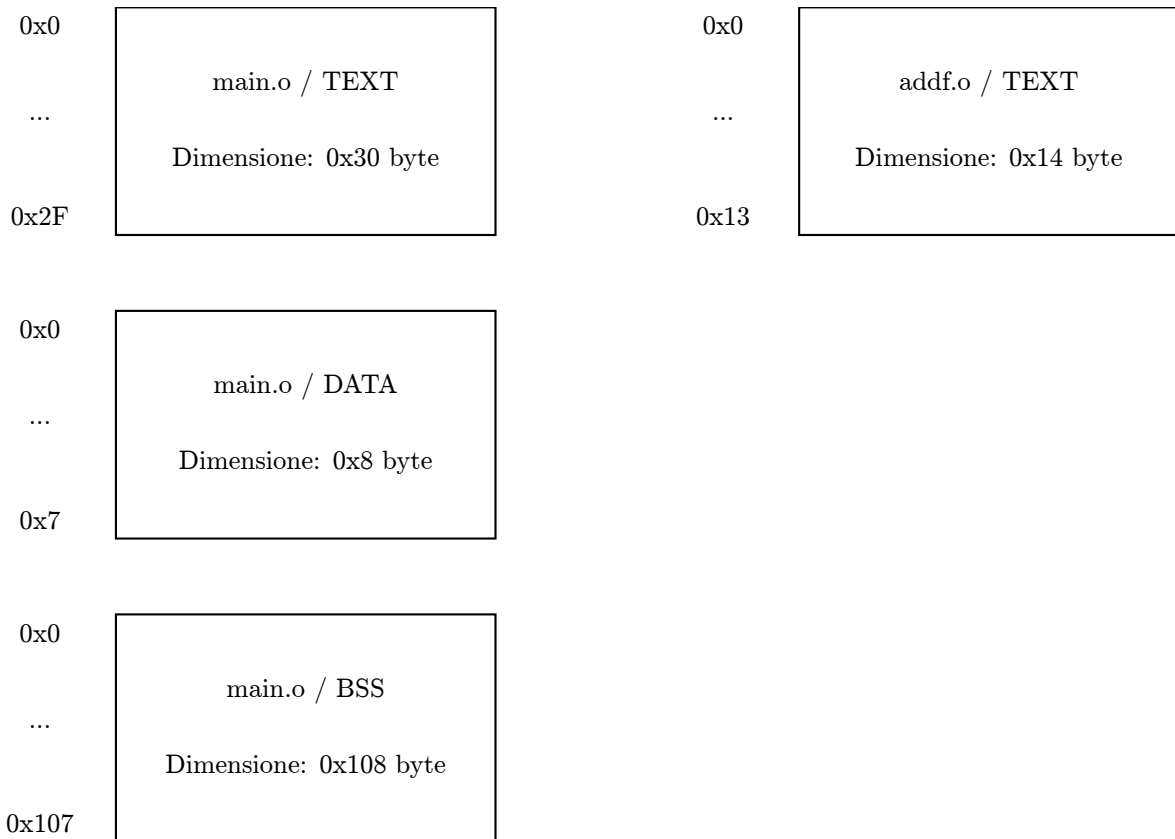 0x0
main.o / TEXT
...
Dimensione: 0x30 byte
0x2F
0x0
addf.o / TEXT
...
Dimensione: 0x14 byte
0x13
0x0
main.o / DATA
...
Dimensione: 0x8 byte
0x7
0x0
main.o / BSS
...
Dimensione: 0x108 byte
0x107